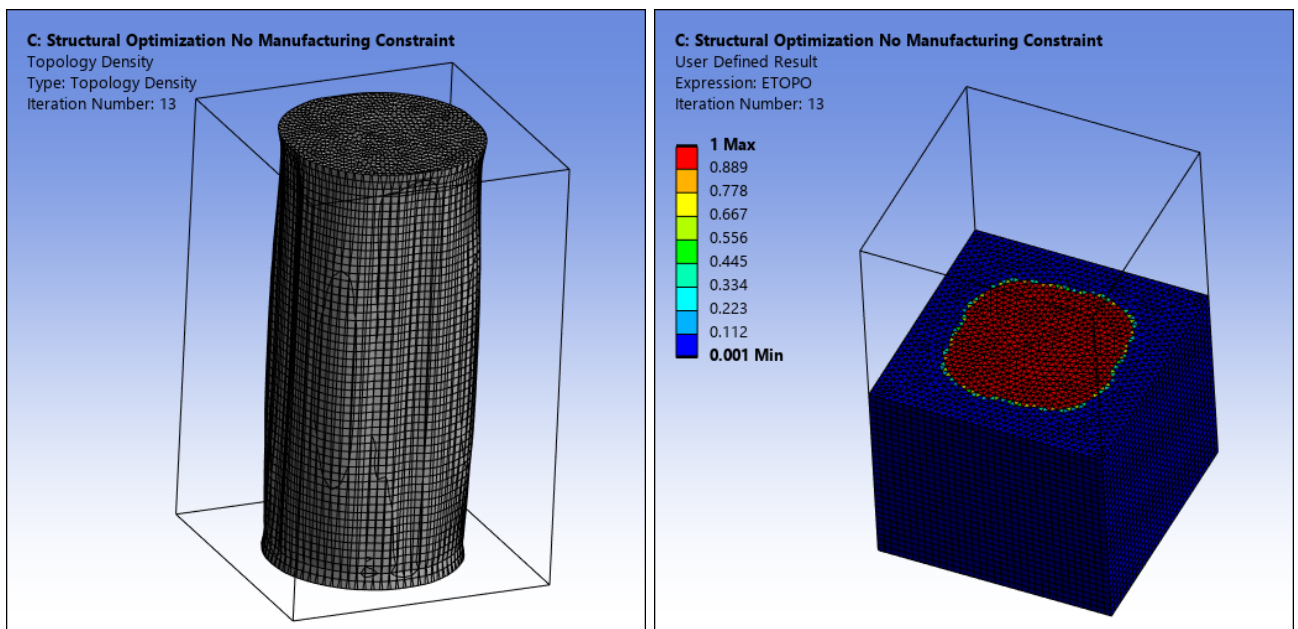 C: Structural Optimization No Manufacturing Constraint
Topology Density
Type: Topology Density
Iteration Number: 13
C: Structural Optimization No Manufacturing Constraint
User Defined Result
Expression: ETOPO
Iteration Number: 13
1 Max
0.889
0.778
0.667
0.556
0.445
0.334
0.223
0.112
0.001 Min